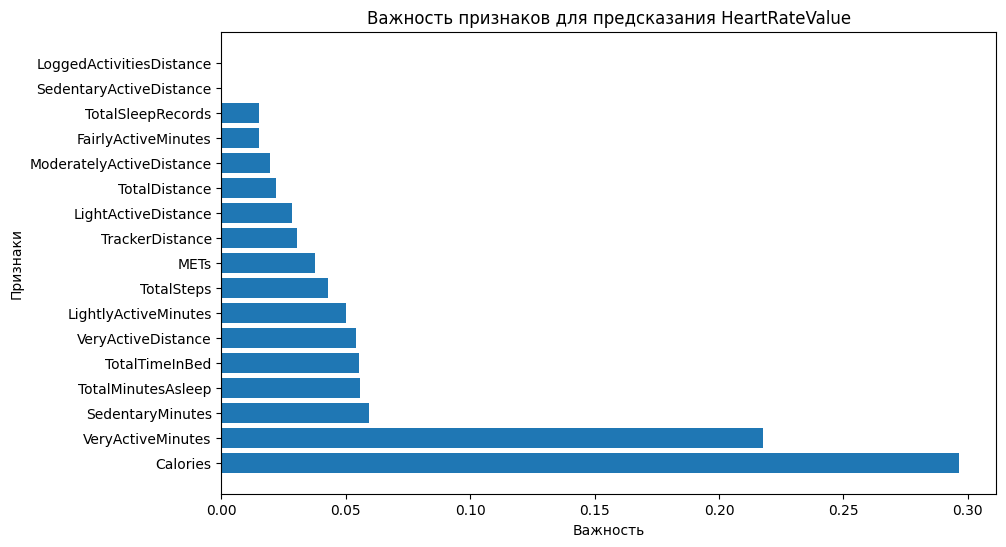 Важность признаков для предсказания HeartRateValue
LoggedActivitiesDistance
SedentaryActiveDistance
TotalSleepRecords
FairlyActiveMinutes
ModeratelyActiveDistance
TotalDistance
LightActiveDistance
TrackerDistance
METs
TotalSteps
LightlyActiveMinutes
VeryActiveDistance
TotalTimeInBed
TotalMinutesAsleep
SedentaryMinutes
VeryActiveMinutes
Calories
Признаки
0.00 0.05 0.10 0.15 0.20 0.25 0.30
Важность